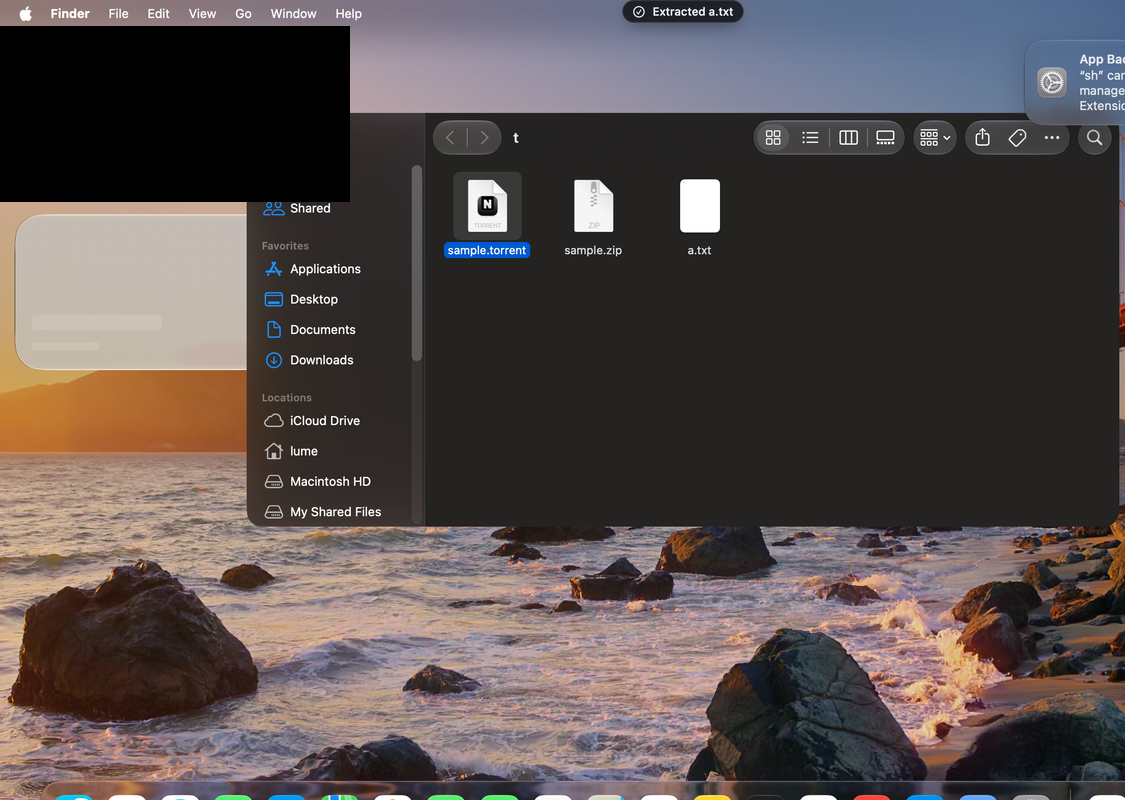 Finder File Edit View Go Window Help
Extracted a.txt
App Bac
“sh” can
manage
Extensio
t
Shared
Favorites
Applications
Desktop
Documents
Downloads
Locations
iCloud Drive
lume
Macintosh HD
My Shared Files
N
TORRENT
ZIP
sample.torrent
sample.zip
a.txt